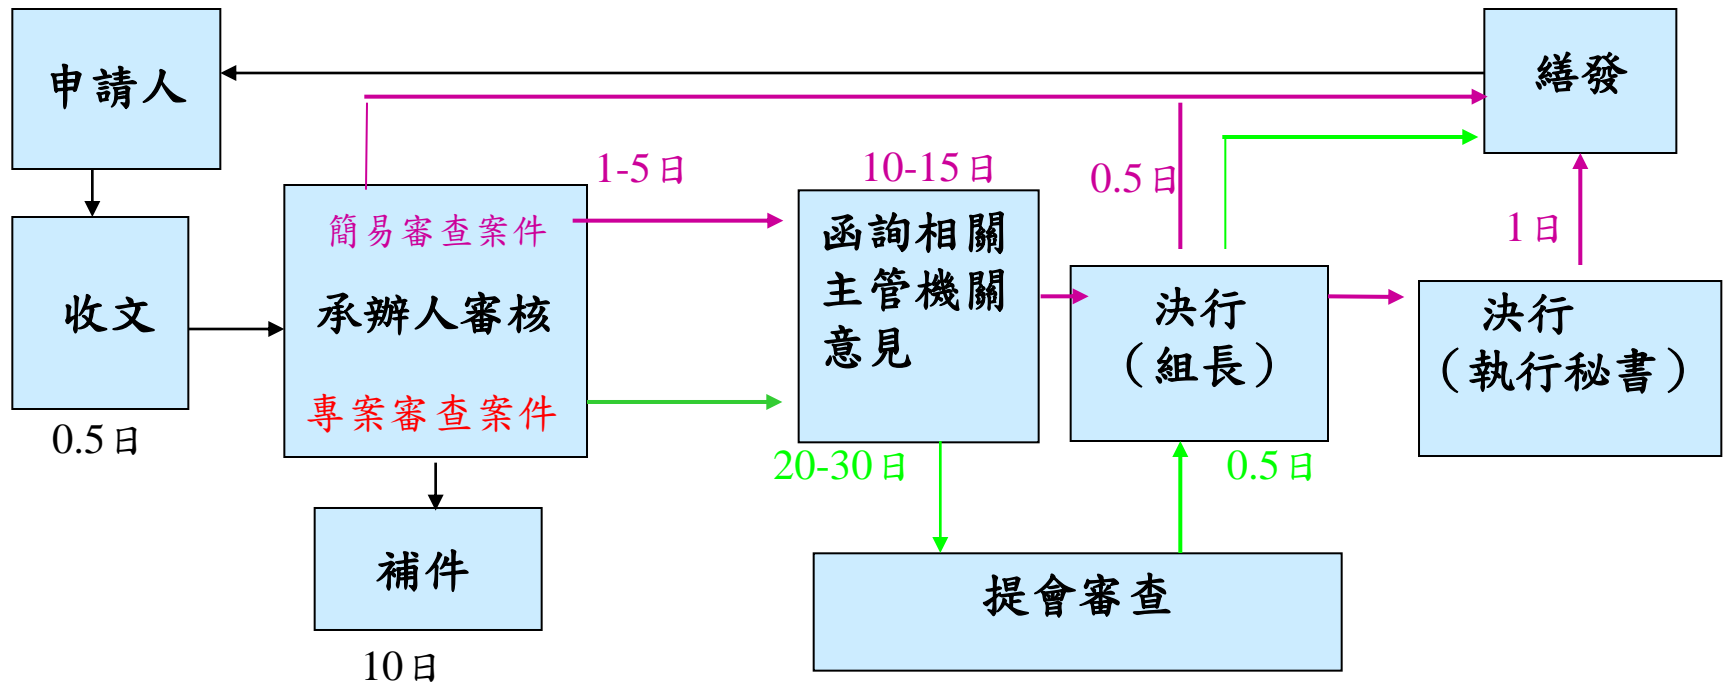 申請人
繕發
1-5日
10-15日
0.5日
1日
收文
簡易審查案件
承辦人審核
專案審查案件
函詢相關
主管機關
意見
決行
（組長）
決行
（執行秘書）
0.5日
20-30日
0.5日
補件
提會審查
10日